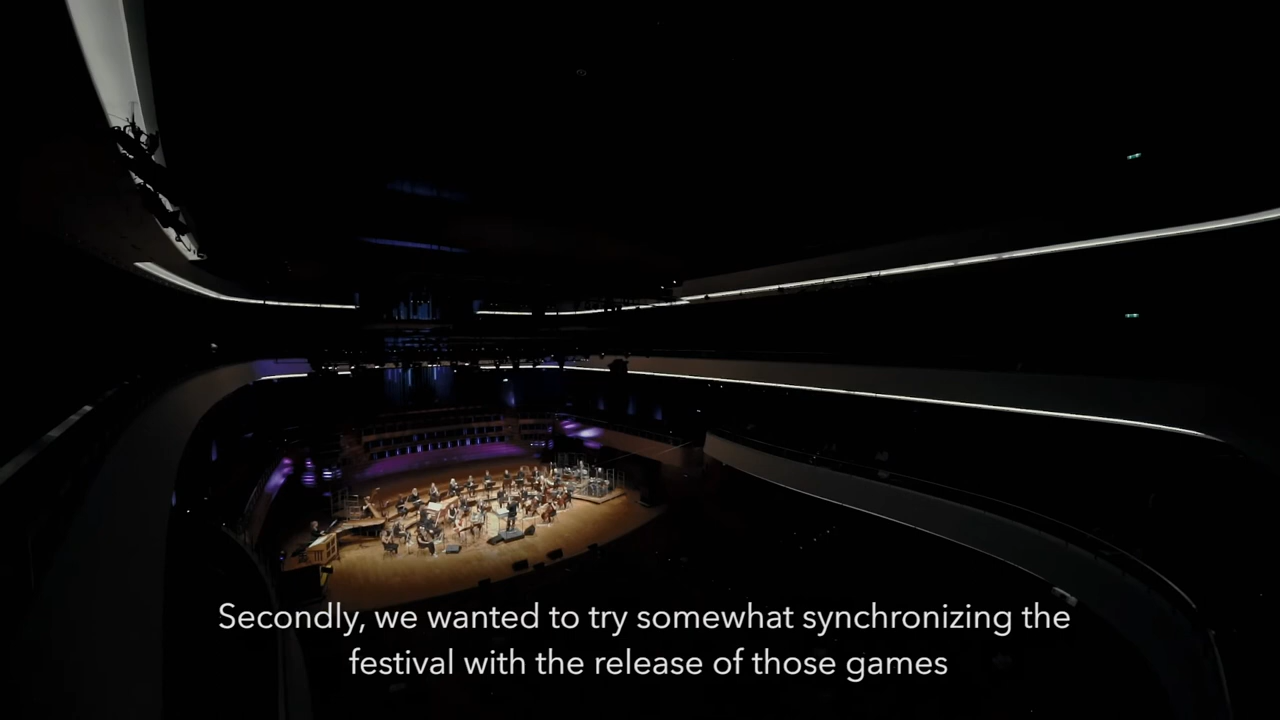 Secondly, we wanted to try somewhat synchronizing the
festival with the release of those games